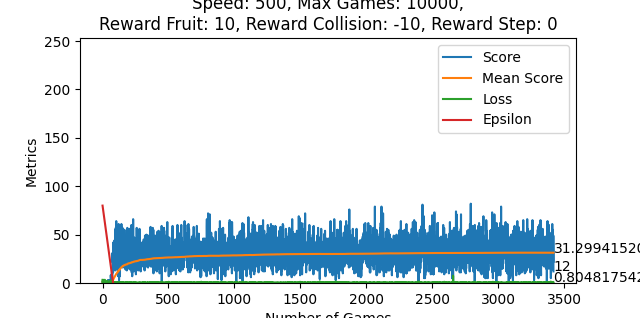 Speed: 500, Max Games: 10000,
Reward Fruit: 10, Reward Collision: -10, Reward Step: 0
250
200
150
100
50
0
Metrics
Score
Mean Score
Loss
Epsilon
31.29941520
12
0.804817542
0 500 1000 1500 2000 2500 3000 3500
Number of Games